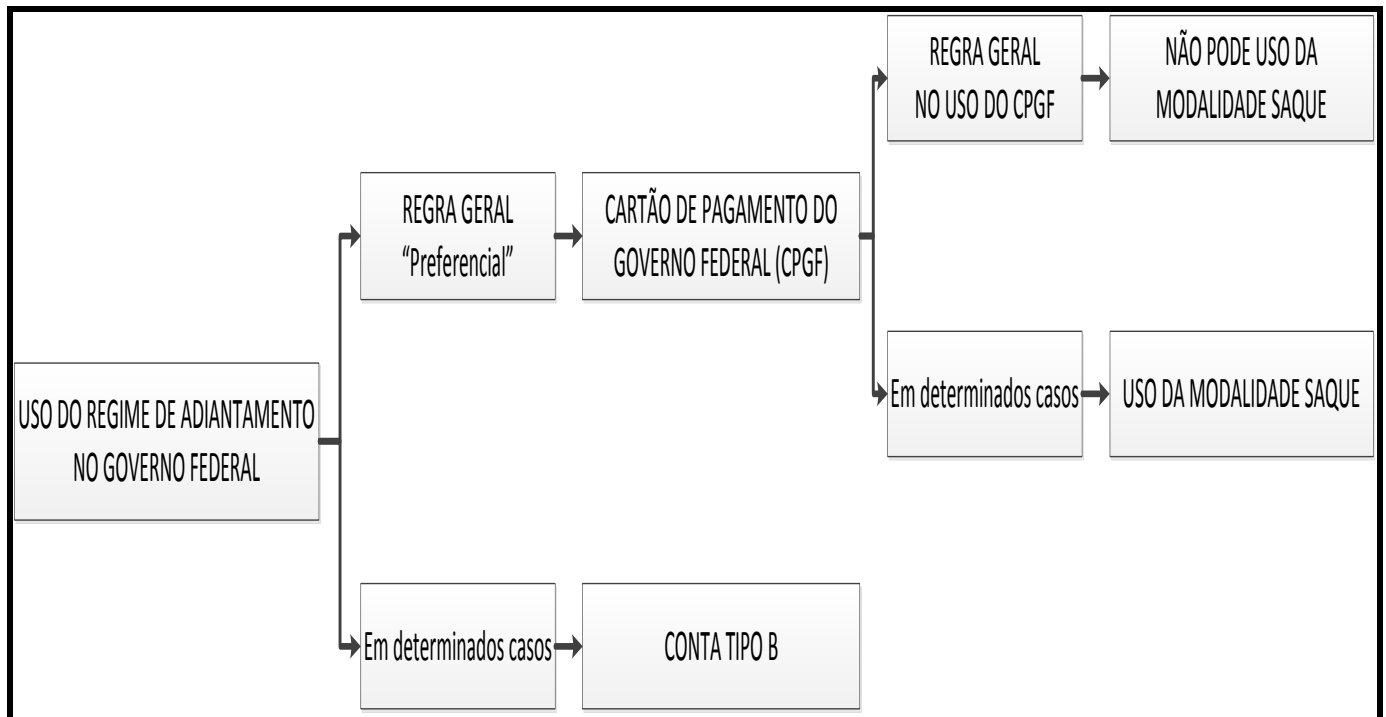 USO DO REGIME DE ADIANTAMENTO
NO GOVERNO FEDERAL
REGRA GERAL
“Preferencial”
CARTÃO DE PAGAMENTO DO
GOVERNO FEDERAL (CPGF)
REGRA GERAL
NO USO DO CPGF
NÃO PODE USO DA
MODALIDADE SAQUE
Em determinados casos
USO DA MODALIDADE SAQUE
Em determinados casos
CONTA TIPO B